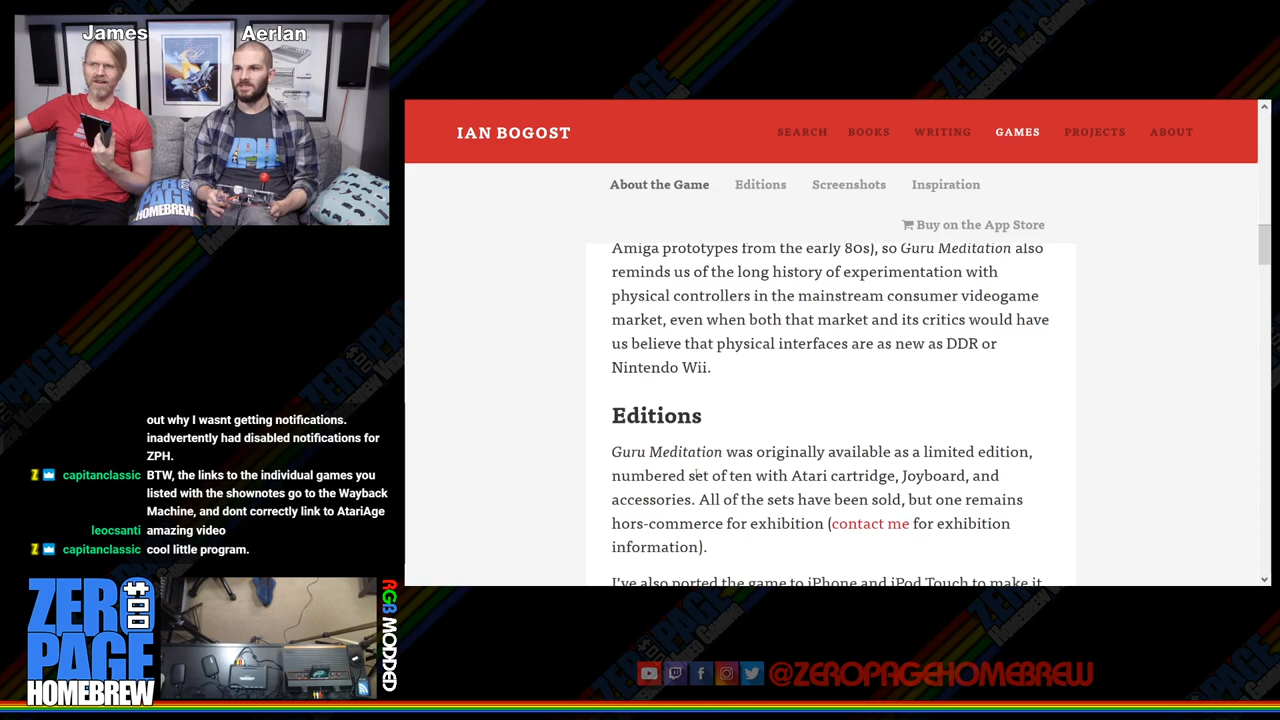 James
Aerlan
ZERO
PAGE
HOMEBREW
IAN BOGOST
SEARCH
BOOKS
WRITING
GAMES
PROJECTS
ABOUT
About the Game
Editions
Screenshots
Inspiration
Buy on the App Store
Amiga prototypes from the early 80s), so Guru Meditation also
reminds us of the long history of experimentation with
physical controllers in the mainstream consumer videogame
market, even when both that market and its critics would have
us believe that physical interfaces are as new as DDR or
Nintendo Wii.
Editions
Guru Meditation was originally available as a limited edition,
numbered set of ten with Atari cartridge, Joyboard, and
accessories. All of the sets have been sold, but one remains
hors-commerce for exhibition (contact me for exhibition
information).
I've also ported the game to iPhone and iPod Touch to make it
out why I wasnt getting notifications.
inadvertently had disabled notifications for
ZPH.
capitanclassic BTW, the links to the individual games you
listed with the shownotes go to the Wayback
Machine, and dont correctly link to AtariAge
leocsanti amazing video
capitanclassic cool little program.
ZERO
PAGE
HOMEBREW
RGB MODDED
@ZEROPAGEHOMEBREW